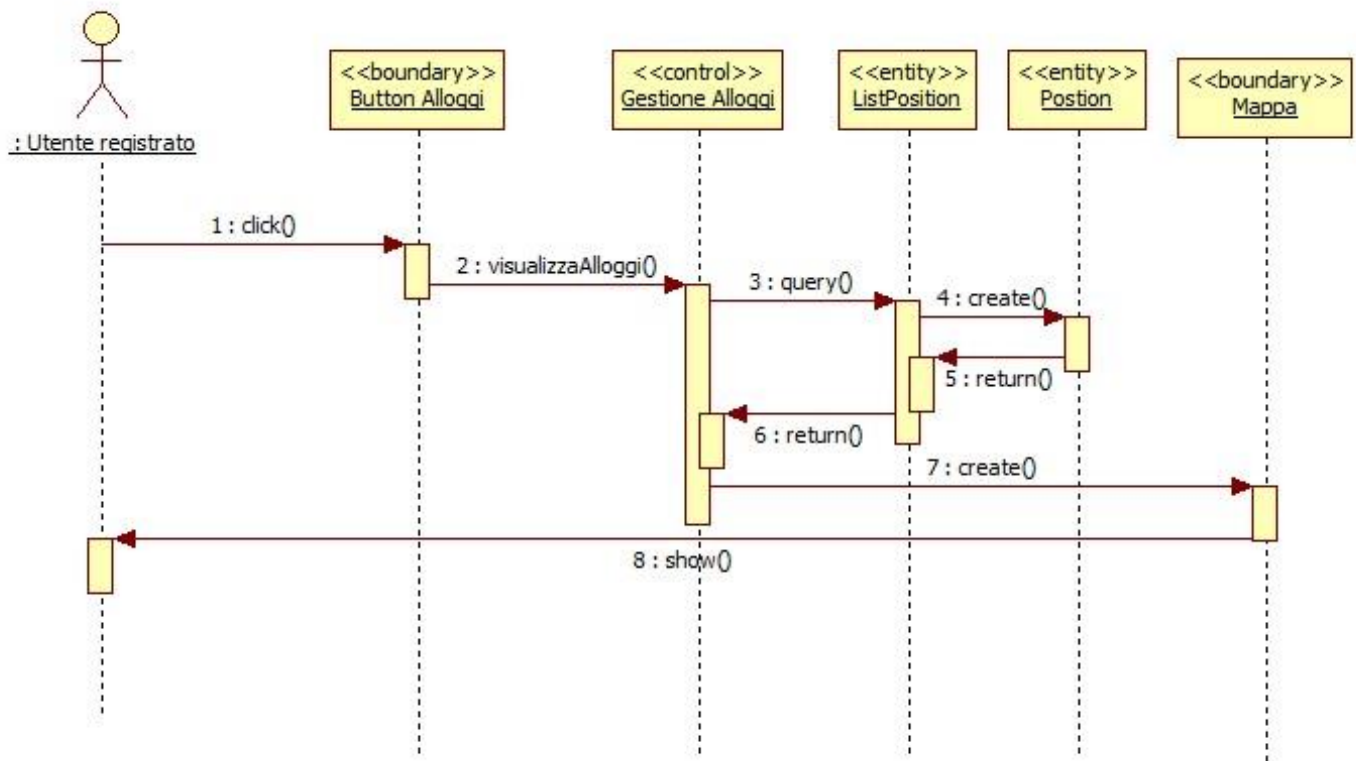 <<boundary>>
Button Alloggi
<<control>>
Gestione Alloggi
<<entity>>
ListPosition
<<entity>>
Postion
<<boundary>>
Mappa
: Utente registrato
1 : click()
2 : visualizzaAlloggi()
3 : query()
4 : create()
5 : return()
6 : return()
7 : create()
8 : show()